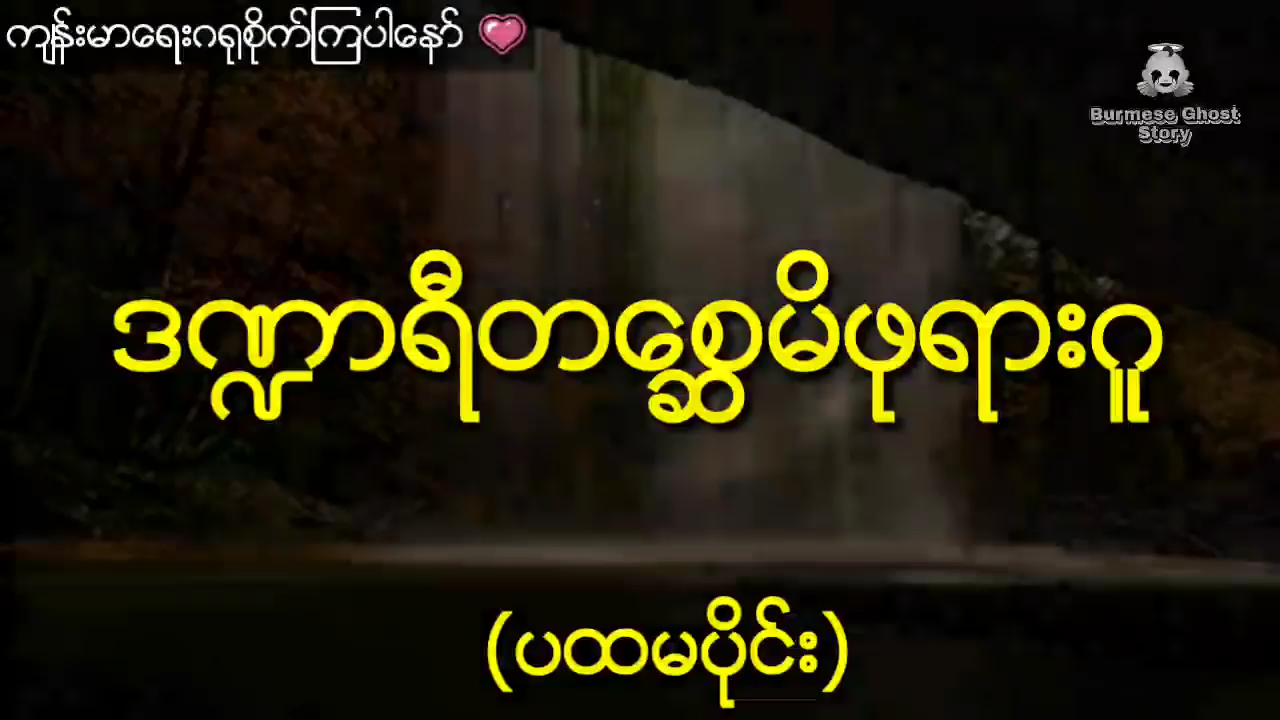 ကျန်းမာရေးဂရုစိုက်ကြပါနော် 💗
Burmese Ghost
Story
ဒဏ္ဍာရီတစ္ဆေမိဖုရားဂူ
(ပထမပိုင်း)